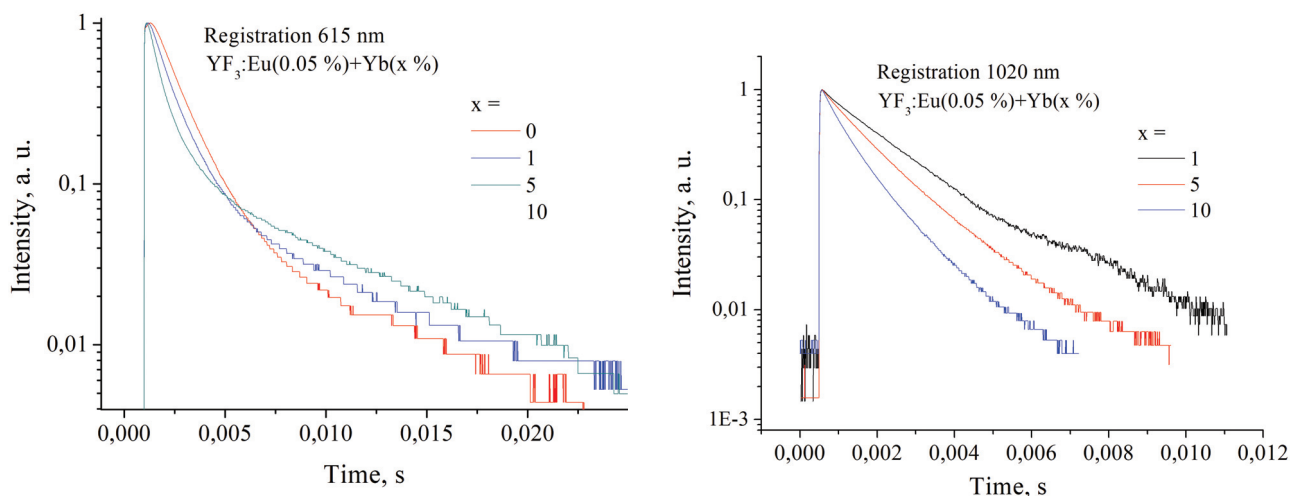 Registration 615 nm
YF3:Eu(0.05 %)+Yb(x %)
x =
0
1
5
10
1
0,1
0,01
Intensity, a. u.
0,000 0,005 0,010 0,015 0,020
Time, s
Registration 1020 nm
YF3:Eu(0.05 %)+Yb(x %)
x =
1
5
10
1
0,1
0,01
1E-3
Intensity, a. u.
0,000 0,002 0,004 0,006 0,008 0,010 0,012
Time, s